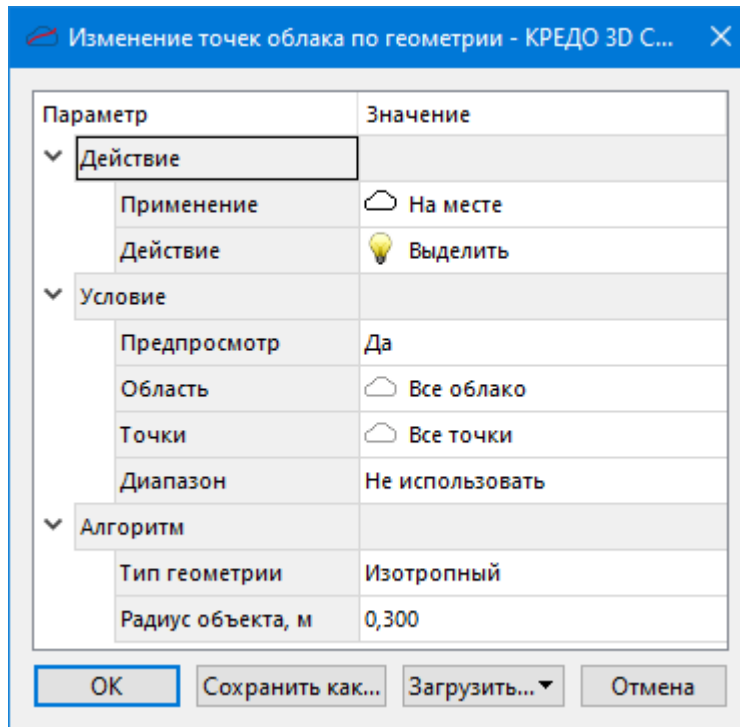 Изменение точек облака по геометрии - КРЕДО 3D С...
Параметр Значение
Действие
Применение На месте
Действие Выделить
Условие
Предпросмотр Да
Область Все облако
Точки Все точки
Диапазон Не использовать
Алгоритм
Тип геометрии Изотропный
Радиус объекта, м 0,300
ОК Сохранить как... Загрузить... Отмена